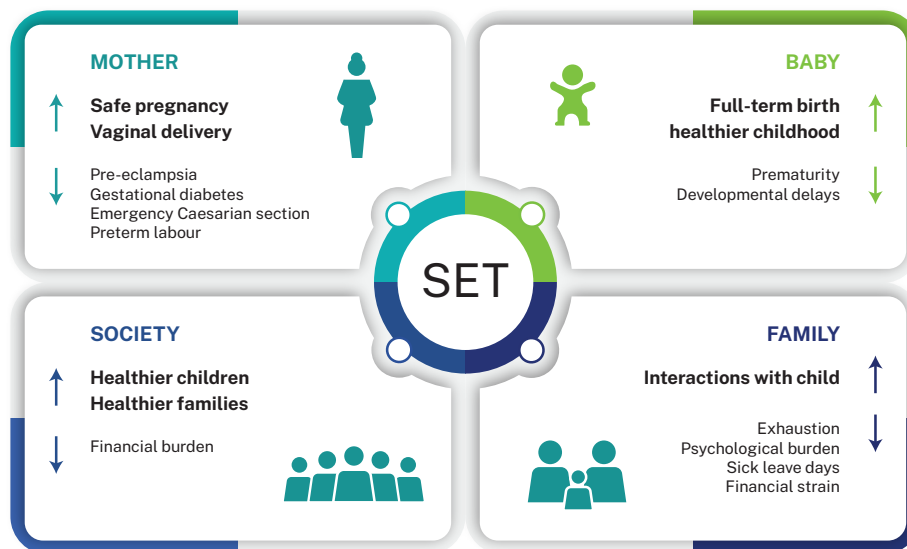 MOTHER
Safe pregnancy
Vaginal delivery
Pre-eclampsia
Gestational diabetes
Emergency Caesarian section
Preterm labour
BABY
Full-term birth
healthier childhood
Prematurity
Developmental delays
SET
SOCIETY
Healthier children
Healthier families
Financial burden
FAMILY
Interactions with child
Exhaustion
Psychological burden
Sick leave days
Financial strain